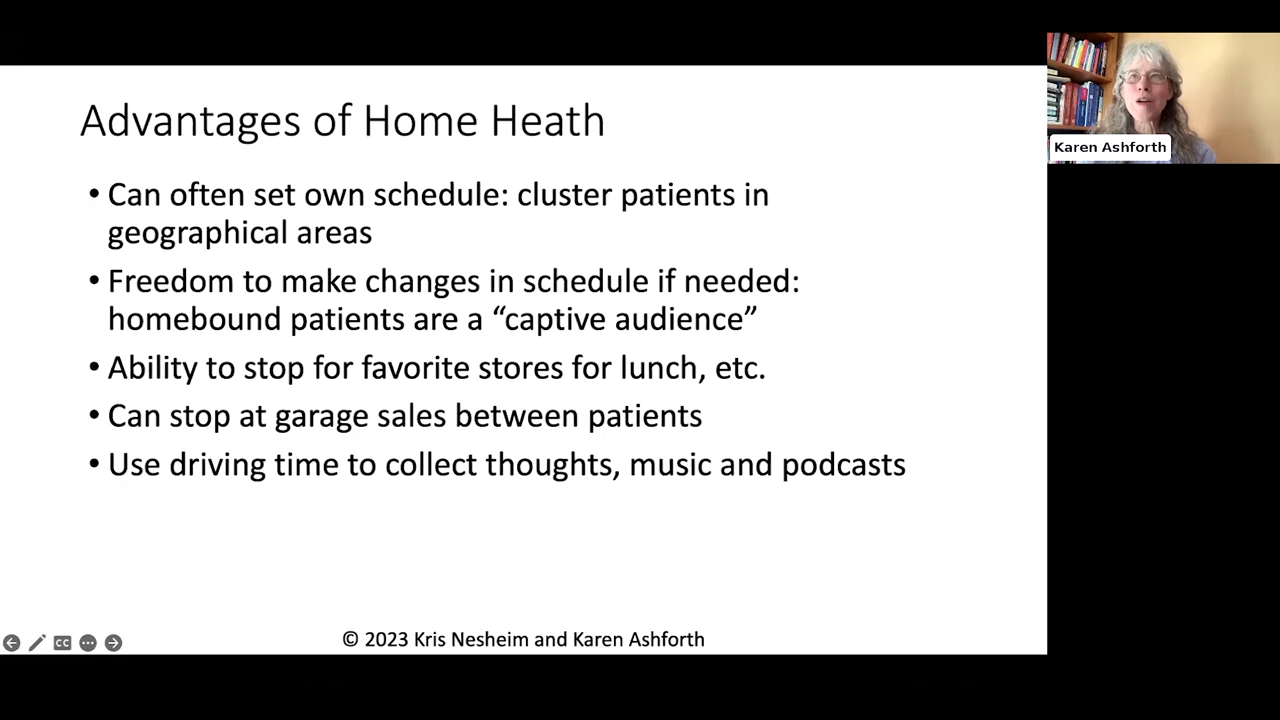 Advantages of Home Heath
• Can often set own schedule: cluster patients in
geographical areas
• Freedom to make changes in schedule if needed:
homebound patients are a “captive audience”
• Ability to stop for favorite stores for lunch, etc.
• Can stop at garage sales between patients
• Use driving time to collect thoughts, music and podcasts
© 2023 Kris Nesheim and Karen Ashforth
CC
Karen Ashforth